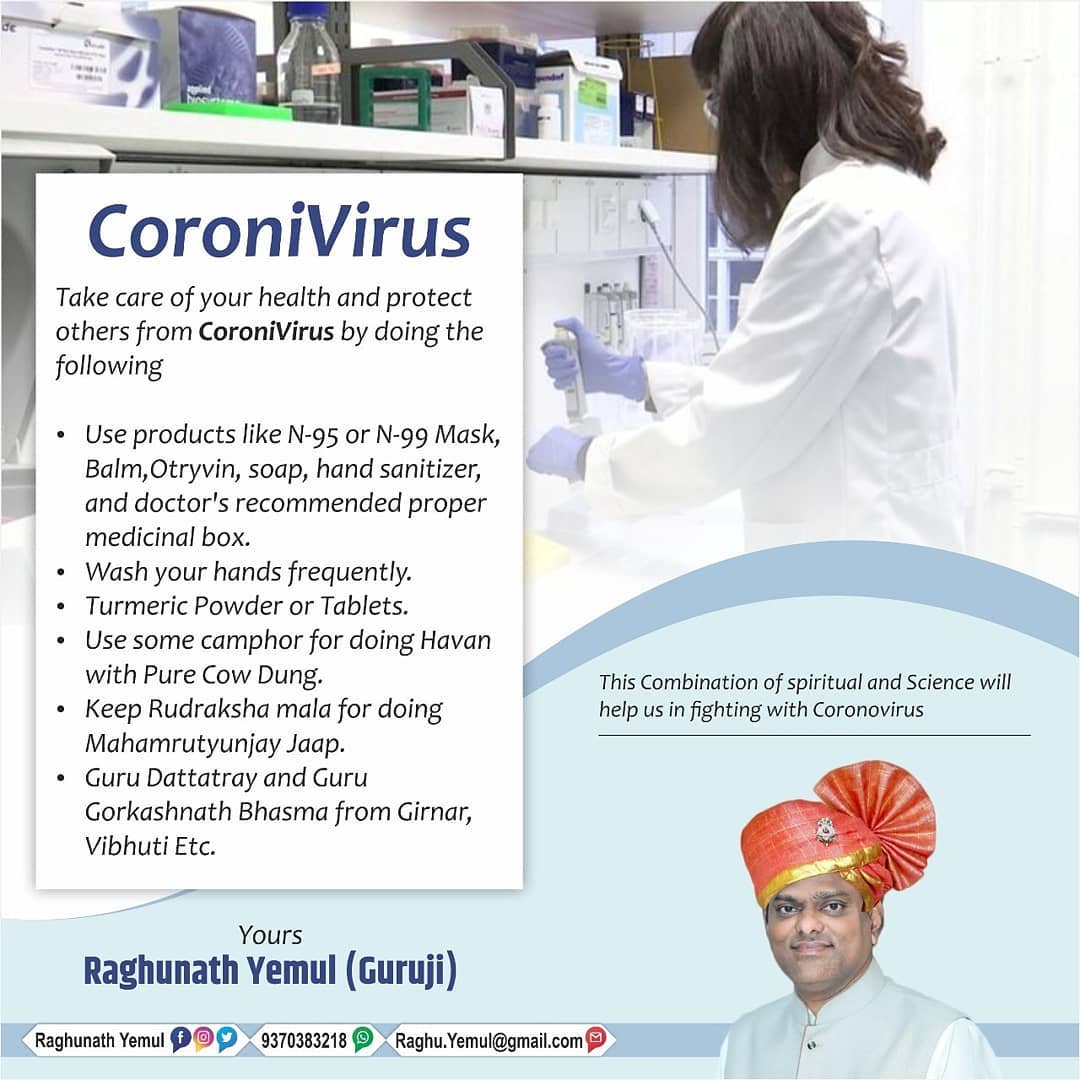 applied
biosystems
CoroniVirus
Take care of your health and protect
others from CoroniVirus by doing the
following
• Use products like N-95 or N-99 Mask,
Balm,Otryvin, soap, hand sanitizer,
and doctor's recommended proper
medicinal box.
• Wash your hands frequently.
• Turmeric Powder or Tablets.
• Use some camphor for doing Havan
with Pure Cow Dung.
• Keep Rudraksha mala for doing
Mahamrutyunjay Jaap.
• Guru Dattatray and Guru
Gorkashnath Bhasma from Girnar,
Vibhuti Etc.
This Combination of spiritual and Science will
help us in fighting with Coronovirus
Yours
Raghunath Yemul (Guruji)
Raghunath Yemul
9370383218
Raghu.Yemul@gmail.com